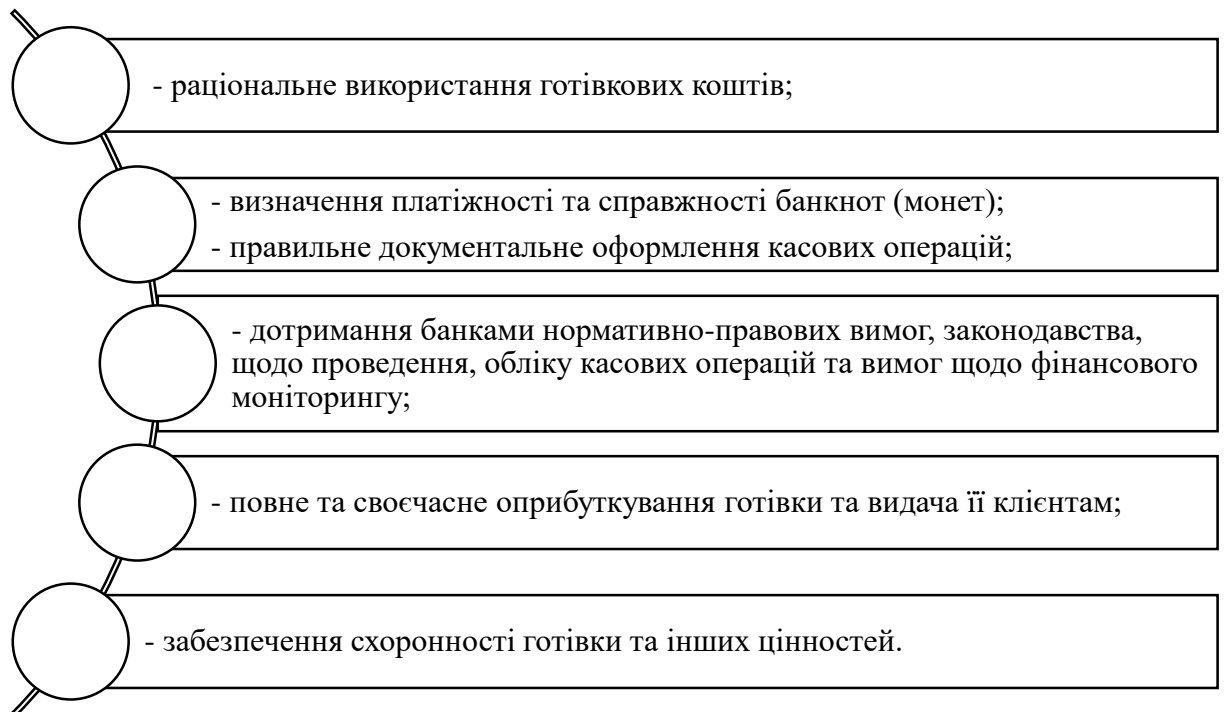 - раціональне використання готівкових коштів;
- визначення платіжності та справжності банкнот (монет);
- правильне документальне оформлення касових операцій;
- дотримання банками нормативно-правових вимог, законодавства,
щодо проведення, обліку касових операцій та вимог щодо фінансового
моніторингу;
- повне та своєчасне оприбуткування готівки та видача її клієнтам;
- забезпечення схоронності готівки та інших цінностей.